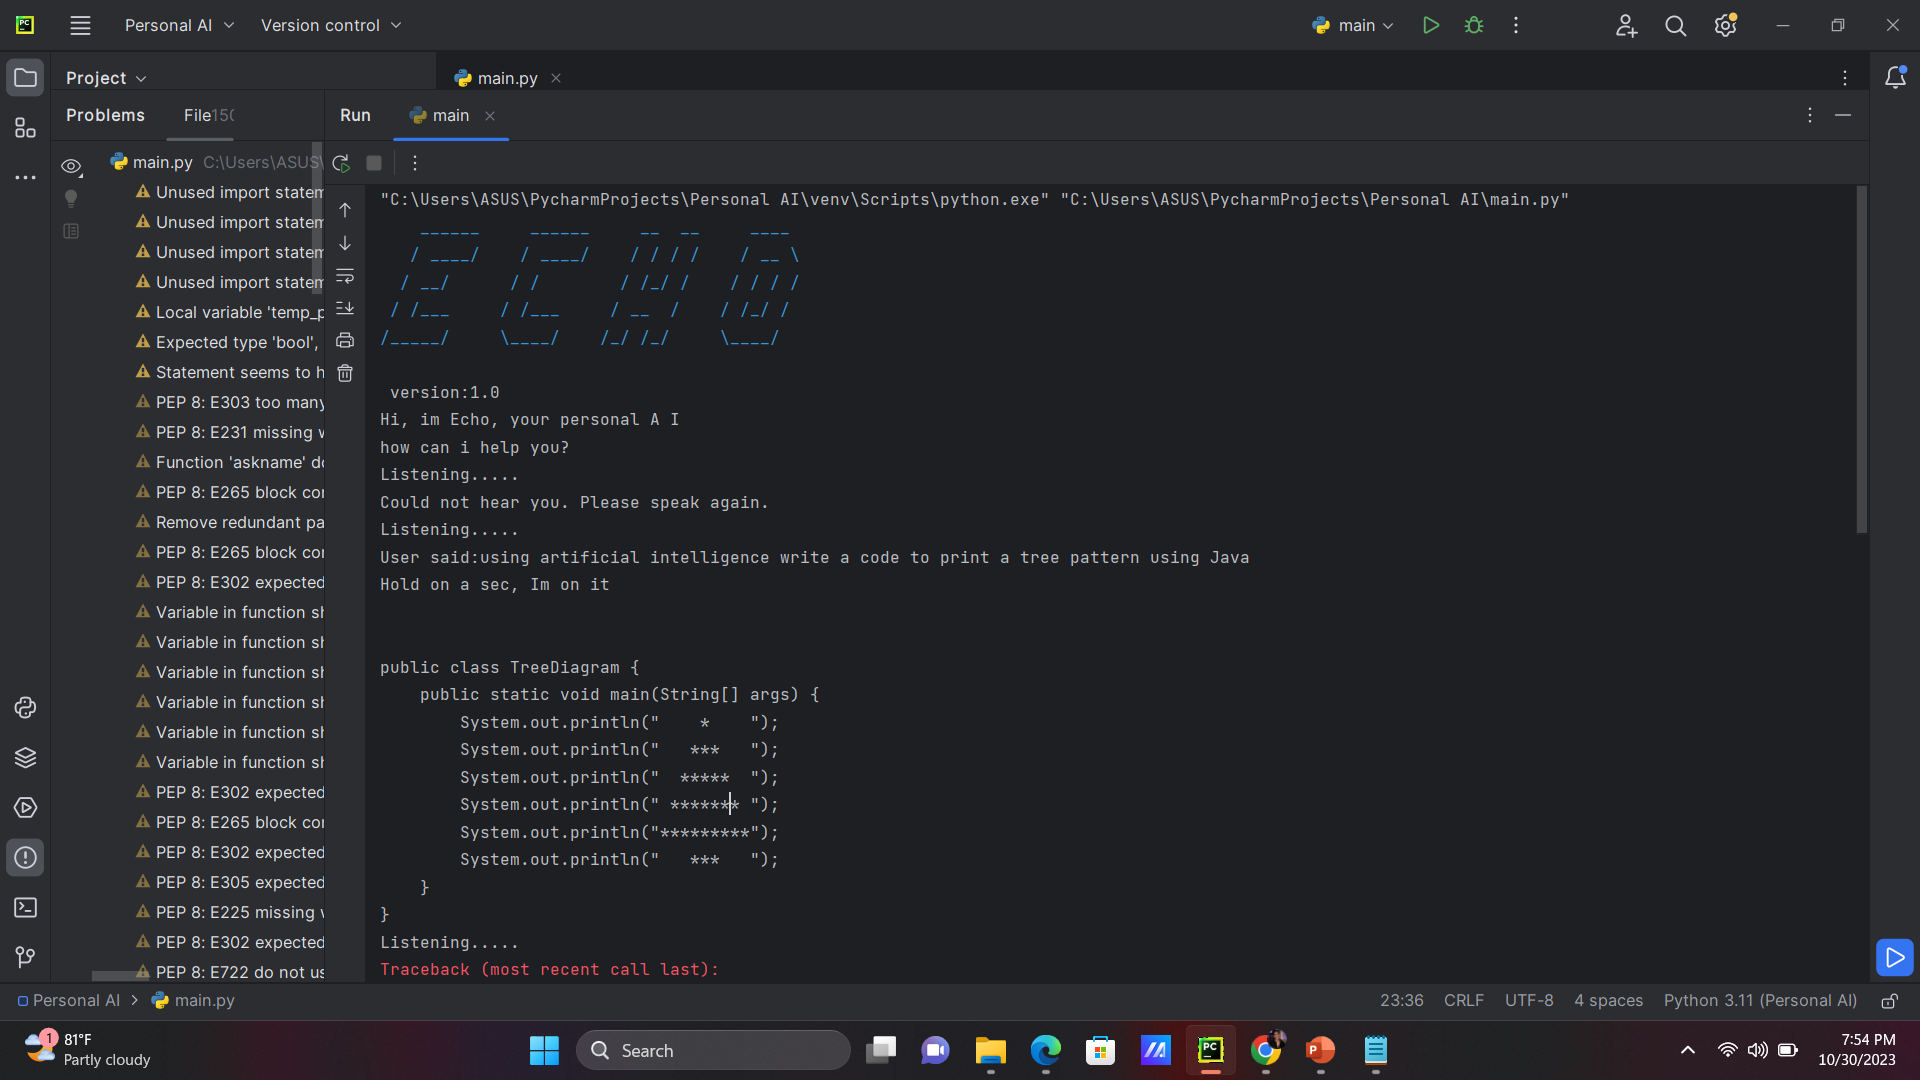 PC
Personal AI
Version control
main
Project
main.py
Problems
File 150
Run
main
main.py C:\Users\ASUS\
Unused import statem
Unused import statem
Unused import statem
Unused import statem
Local variable 'temp_p
Expected type 'bool',
Statement seems to h
PEP 8: E303 too many
PEP 8: E231 missing w
Function 'askname' do
PEP 8: E265 block cor
Remove redundant pa
PEP 8: E265 block cor
PEP 8: E302 expected
Variable in function sh
Variable in function sh
Variable in function sh
Variable in function sh
Variable in function sh
Variable in function sh
PEP 8: E302 expected
PEP 8: E265 block cor
PEP 8: E302 expected
PEP 8: E305 expected
PEP 8: E225 missing w
PEP 8: E302 expected
PEP 8: E722 do not us
"C:\Users\ASUS\PycharmProjects\Personal AI\venv\Scripts\python.exe" "C:\Users\ASUS\PycharmProjects\Personal AI\main.py"
ECHO
version:1.0
Hi, im Echo, your personal A I
how can i help you?
Listening.....
Could not hear you. Please speak again.
Listening.....
User said:using artificial intelligence write a code to print a tree pattern using Java
Hold on a sec, Im on it
public class TreeDiagram {
    public static void main(String[] args) {
        System.out.println("    *    ");
        System.out.println("   ***   ");
        System.out.println("  *****  ");
        System.out.println(" ******* ");
        System.out.println("*********");
        System.out.println("   ***   ");
    }
}
Listening.....
Traceback (most recent call last):
Personal AI > main.py
23:36 CRLF UTF-8 4 spaces Python 3.11 (Personal AI)
1
81°F
Partly cloudy
Search
PC
P
7:54 PM
10/30/2023